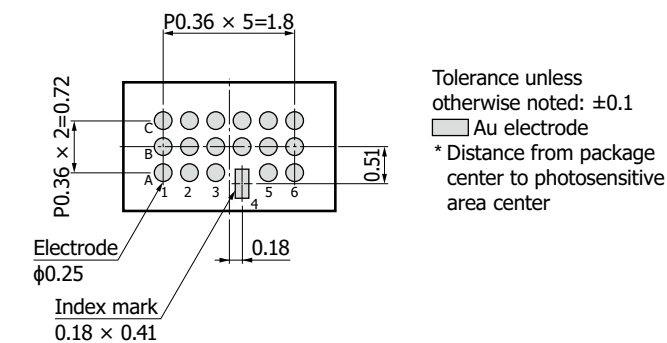 P0.36 × 5=1.8
P0.36 × 2=0.72
C
B
A
1 2 3 4 5 6
0.51
0.18
Electrode
ϕ0.25
Index mark
0.18 × 0.41
Tolerance unless
otherwise noted: ±0.1
Au electrode
* Distance from package
center to photosensitive
area center